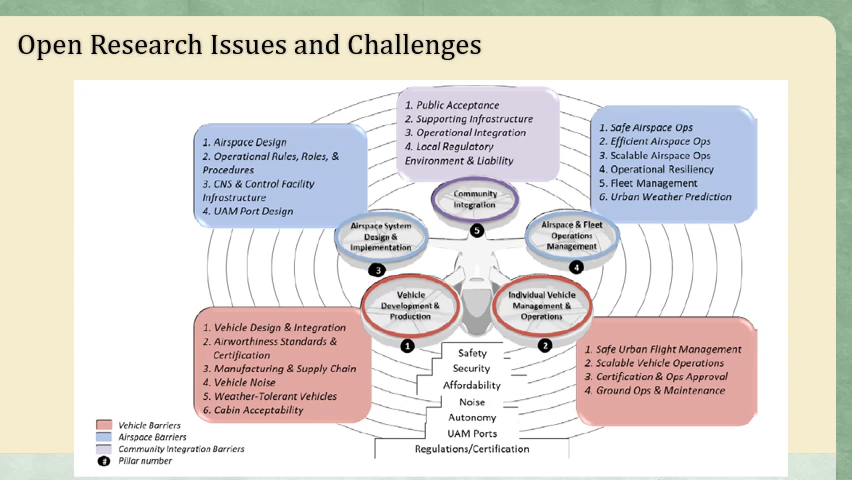 Open Research Issues and Challenges
1. Public Acceptance
2. Supporting Infrastructure
3. Operational Integration
4. Local Regulatory
Environment & Liability
1. Airspace Design
2. Operational Rules, Roles, &
Procedures
3. CNS & Control Facility
Infrastructure
4. UAM Port Design
1. Safe Airspace Ops
2. Efficient Airspace Ops
3. Scalable Airspace Ops
4. Operational Resiliency
5. Fleet Management
6. Urban Weather Prediction
Community
Integration
5
Airspace System
Design &
Implementation
3
Airspace & Fleet
Operations
Management
4
Vehicle
Development &
Production
1
Individual Vehicle
Management &
Operations
2
1. Vehicle Design & Integration
2. Airworthiness Standards &
Certification
3. Manufacturing & Supply Chain
4. Vehicle Noise
5. Weather-Tolerant Vehicles
6. Cabin Acceptability
1. Safe Urban Flight Management
2. Scalable Vehicle Operations
3. Certification & Ops Approval
4. Ground Ops & Maintenance
Safety
Security
Affordability
Noise
Autonomy
UAM Ports
Regulations/Certification
Vehicle Barriers
Airspace Barriers
Community Integration Barriers
# Pillar number